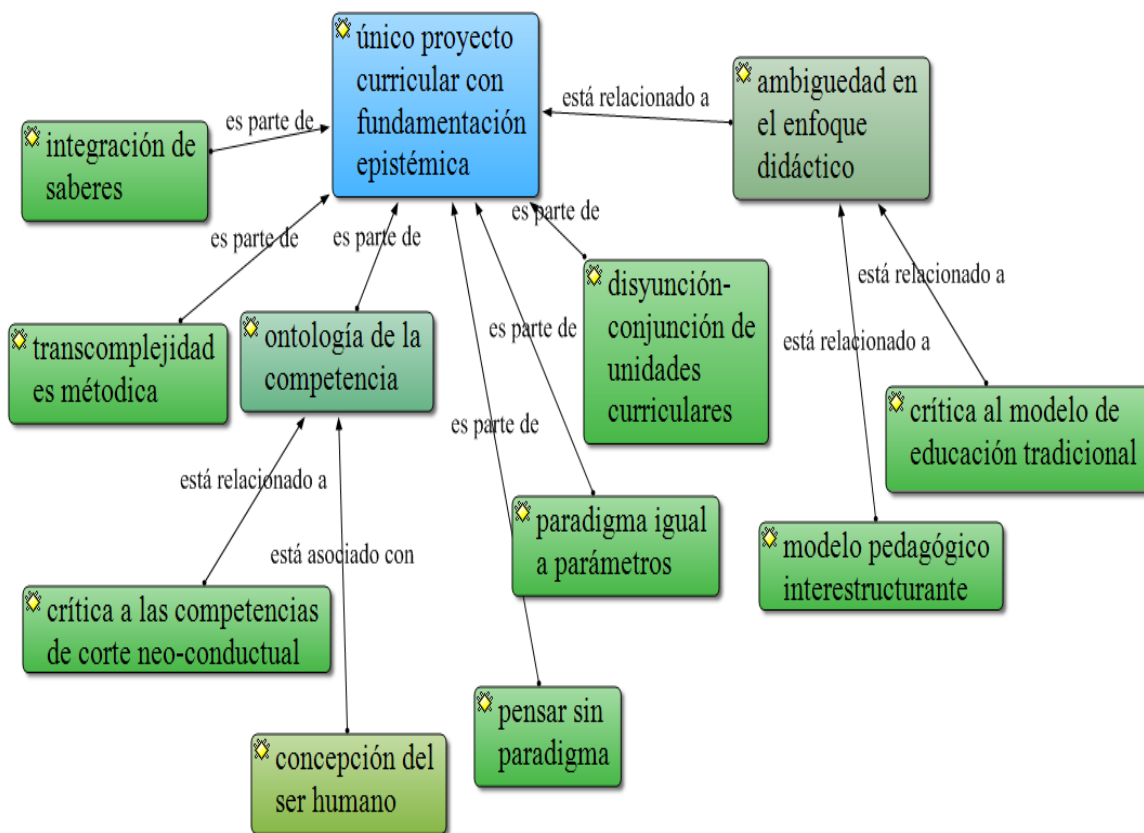 único proyecto
curricular con
fundamentación
epistémica
está relacionado a
ambiguedad en
el enfoque
didáctico
es parte de
integración de
saberes
es parte de
es parte de
es parte de
disyunción-
conjunción de
unidades
curriculares
está relacionado a
transcomplejidad
es métodica
ontología de la
competencia
es parte de
está relacionado a
es parte de
crítica al modelo de
educación tradicional
está relacionado a
paradigma igual
a parámetros
modelo pedagógico
interestructurante
está asociado con
crítica a las competencias
de corte neo-conductual
pensar sin
paradigma
concepción del
ser humano